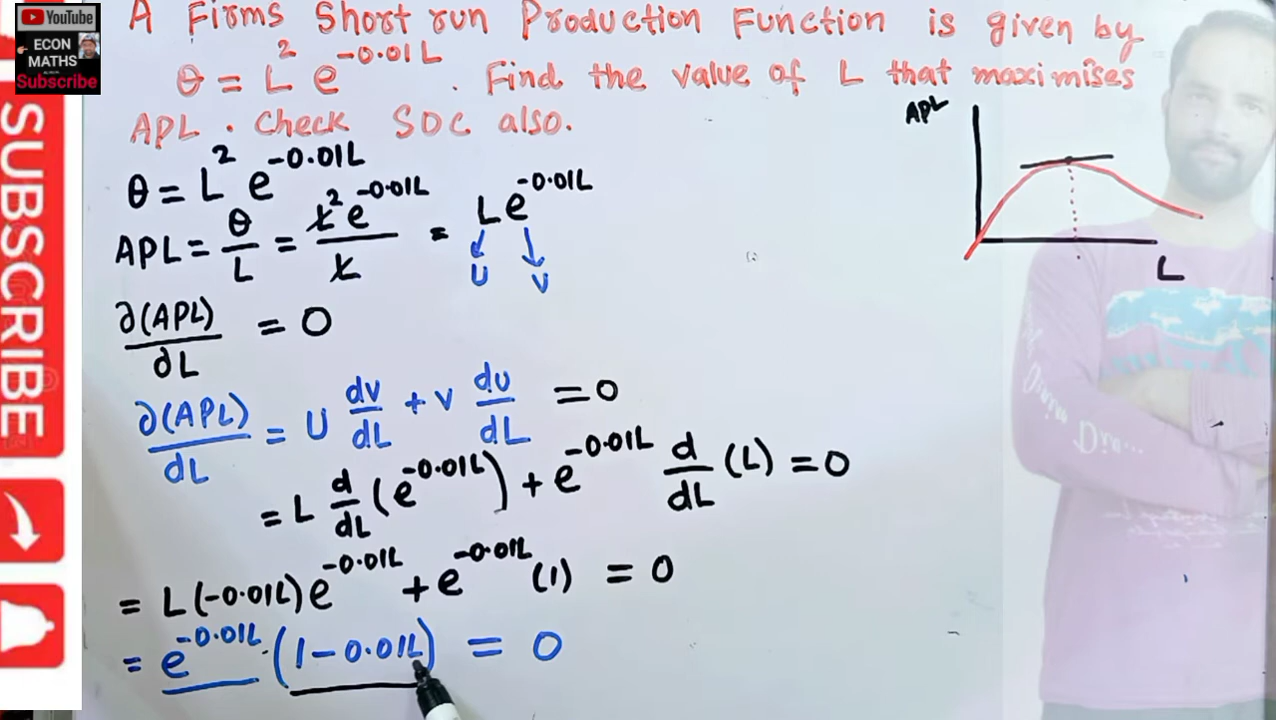 YouTube
ECON
MATHS
Subscribe
SUBSCRIBE
A Firms Short run Production Function is given by
θ = L² e^-0.01L . Find the value of L that maximises
APL . Check SOC also.
θ = L² e^-0.01L
APL = θ/L = L² e^-0.01L / L = L e^-0.01L
U V
∂(APL)/∂L = 0
∂(APL)/dL = U dv/dL + V du/dL = 0
= L d/dL (e^-0.01L) + e^-0.01L d/dL (L) = 0
= L(-0.01L)e^-0.01L + e^-0.01L (1) = 0
= e^-0.01L · (1-0.01L) = 0
APL
L